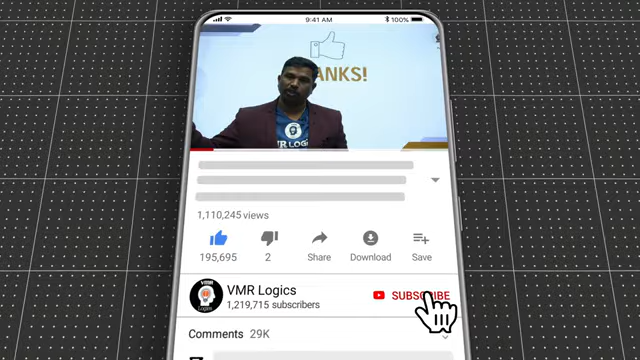 9:41 AM
100%
THANKS!
VMR LOGICS
1,110,245 views
195,695
2
Share
Download
Save
VMR Logics
1,219,715 subscribers
SUBSCRIBE
Comments 29K